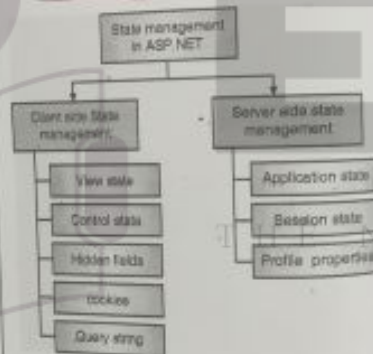 State management
in ASP.NET
Client side State
management
Server side state
management
View state
Control state
Hidden fields
cookies
Query string
Application state
Session state
Profile properties